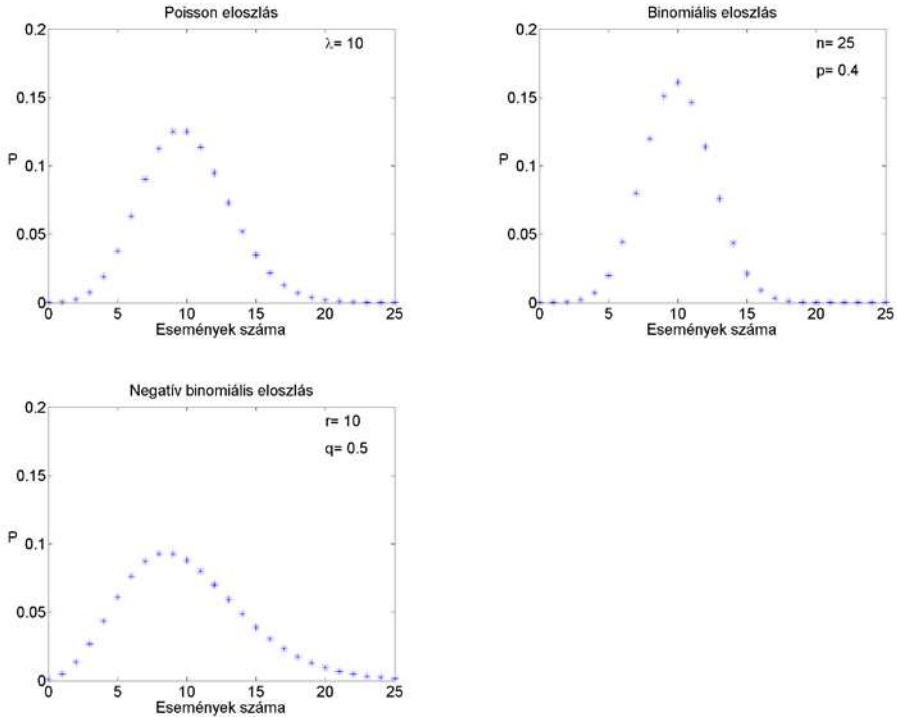 Poisson eloszlás
λ= 10
0.2
0.15
P
0.1
0.05
0
0 5 10 15 20 25
Események száma
Binomiális eloszlás
n= 25
p= 0.4
0.2
0.15
P
0.1
0.05
0
0 5 10 15 20 25
Események száma
Negatív binomiális eloszlás
r= 10
q= 0.5
0.2
0.15
P
0.1
0.05
0
0 5 10 15 20 25
Események száma